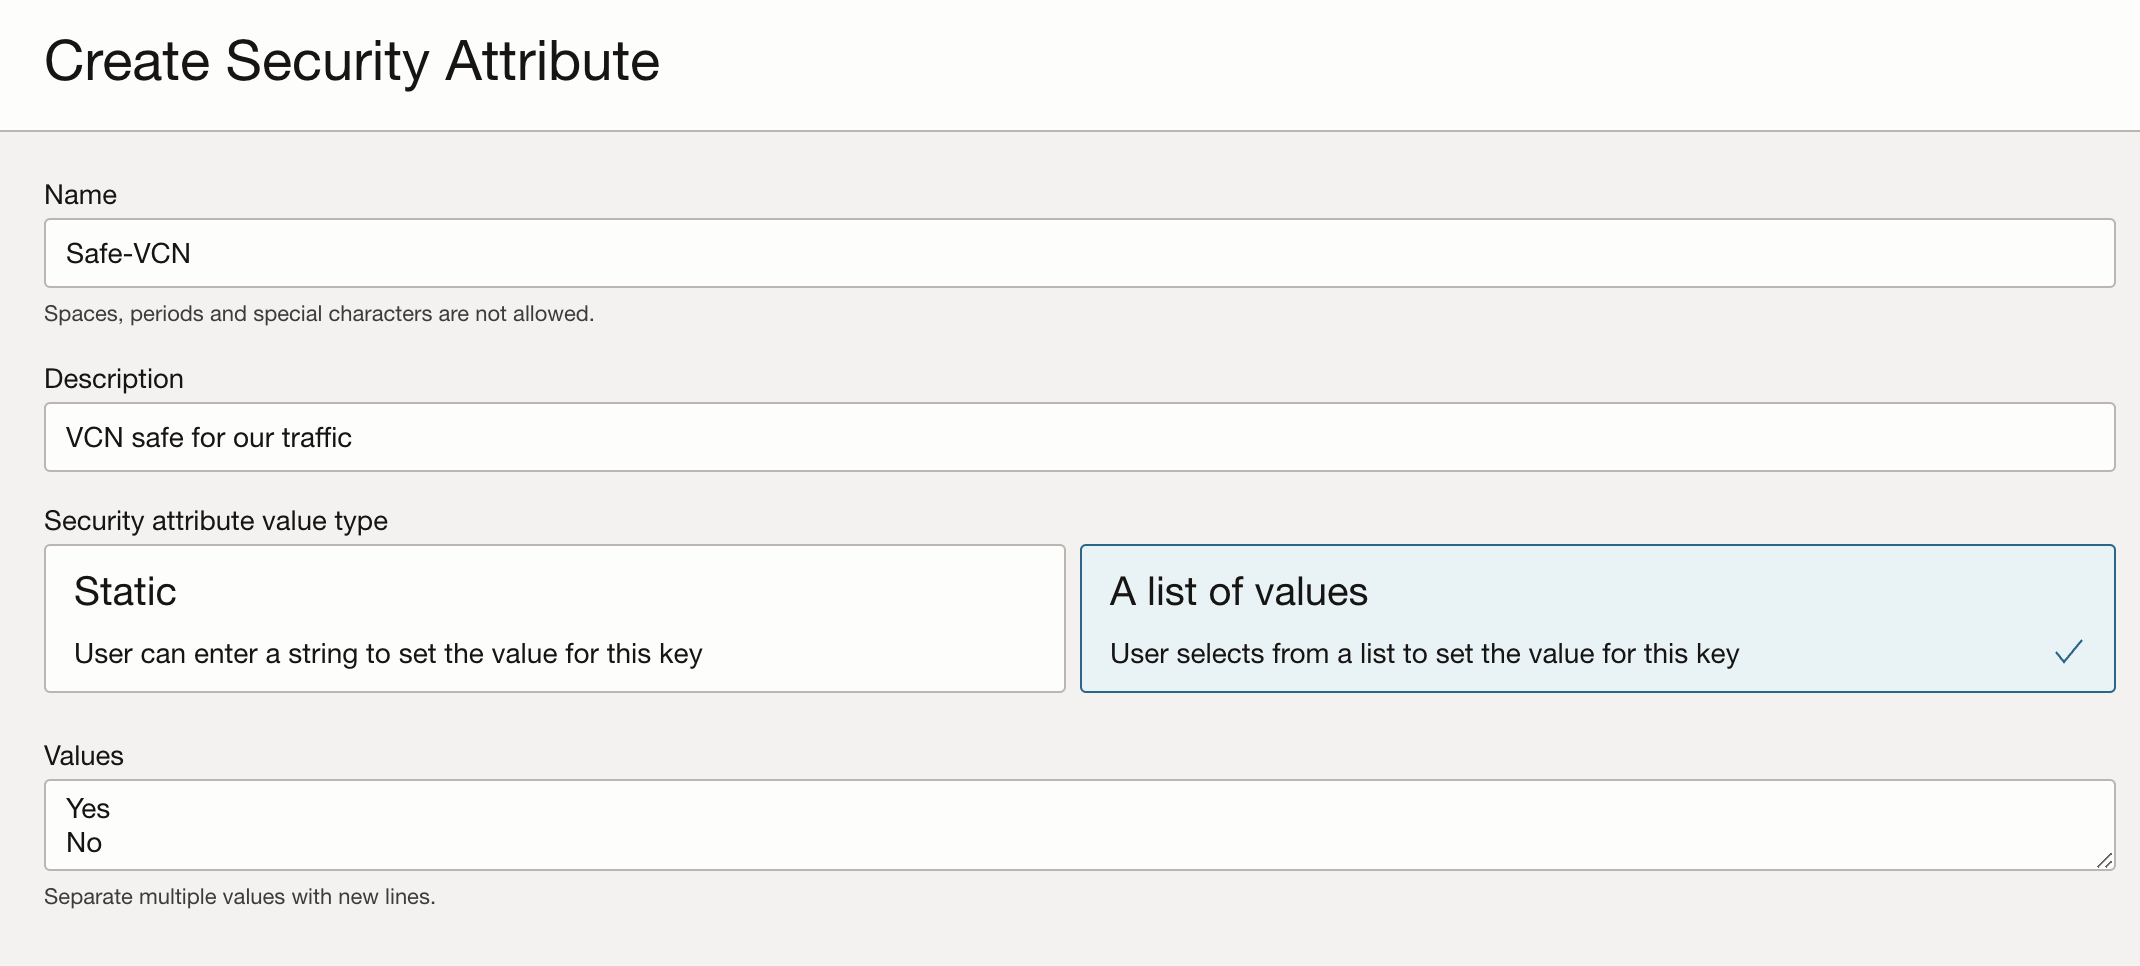 Create Security Attribute
Name
Safe-VCN
Spaces, periods and special characters are not allowed.
Description
VCN safe for our traffic
Security attribute value type
Static
User can enter a string to set the value for this key
A list of values
User selects from a list to set the value for this key
Values
Yes
No
Separate multiple values with new lines.